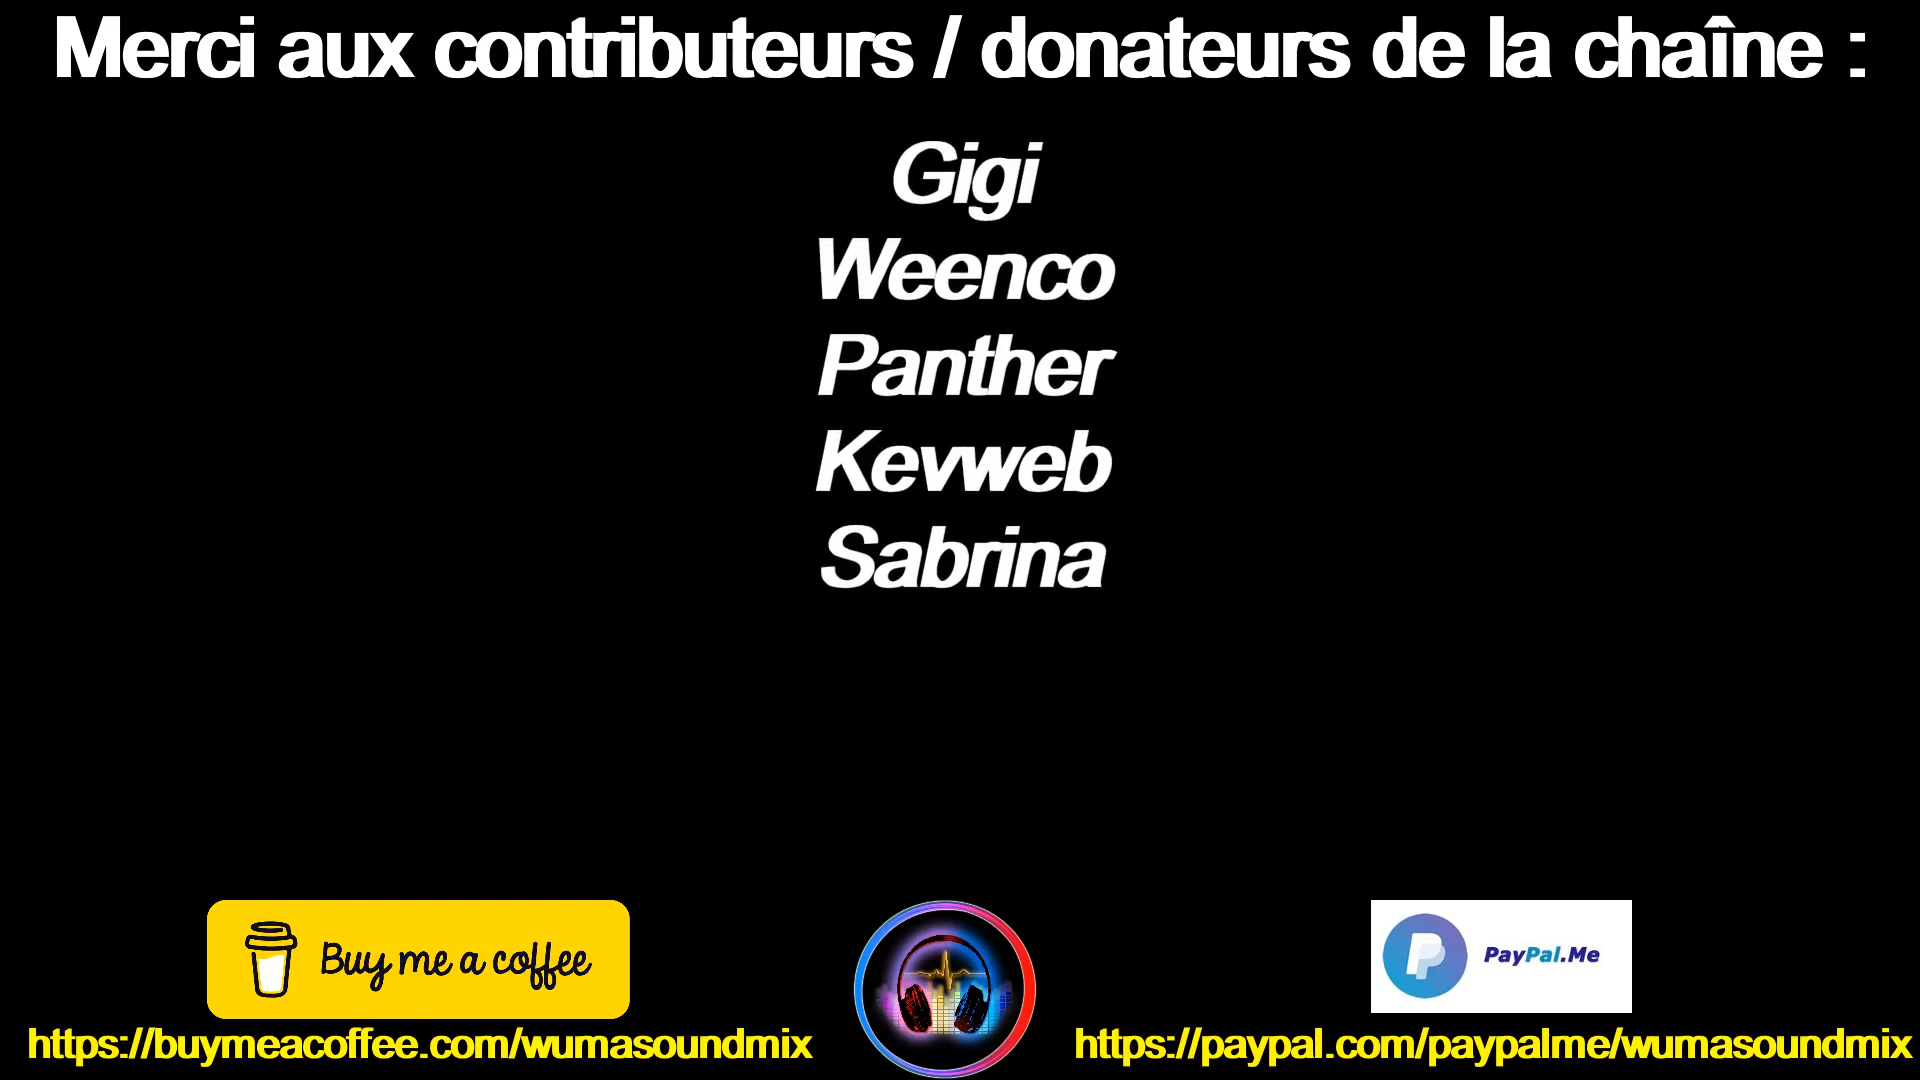 Merci aux contributeurs / donateurs de la chaîne :
Gigi
Weenco
Panther
Kevweb
Sabrina
Buy me a coffee
PayPal.Me
https://buymeacoffee.com/wumasoundmix
https://paypal.com/paypalme/wumasoundmix